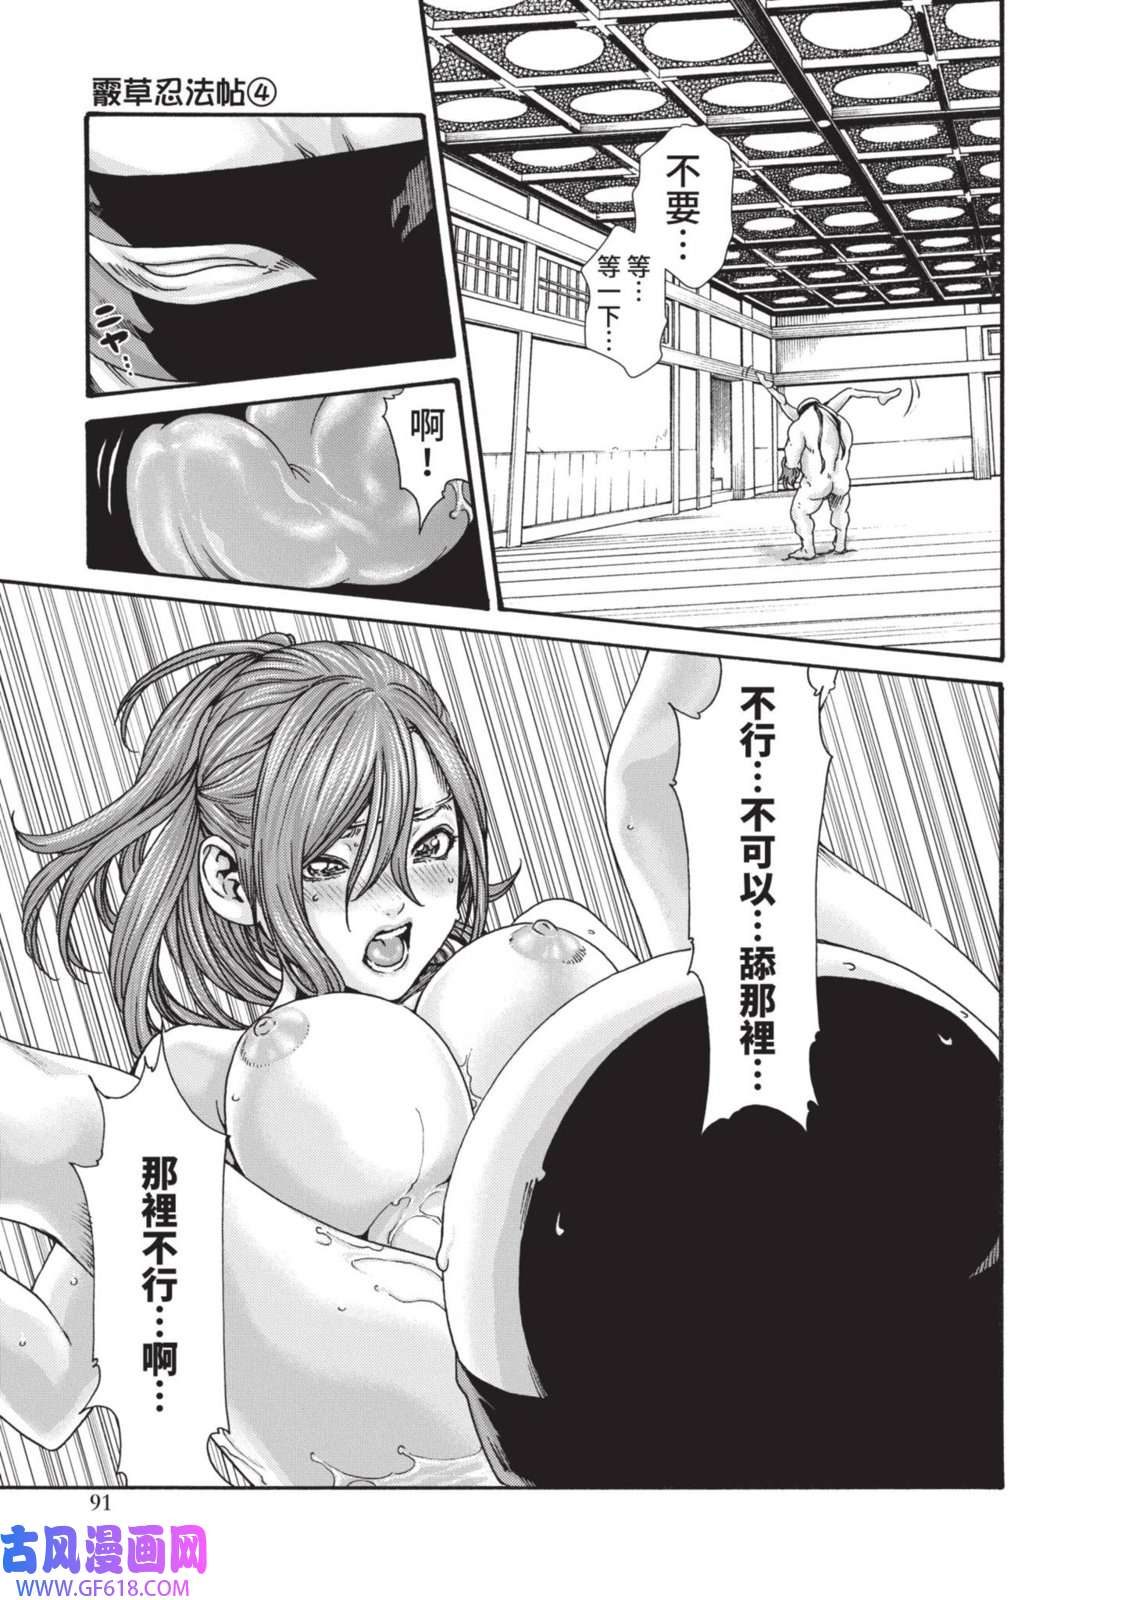 霰草忍法帖④
不要…
等…
等一下…
ニャ…
啊！
不行…不可以…舔那裡…
那裡不行…啊…
91
古风漫画网
WWW.GF618.COM